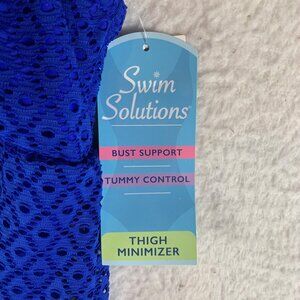 Swim
Solutions®
BUST SUPPORT
TUMMY CONTROL
THIGH
MINIMIZER